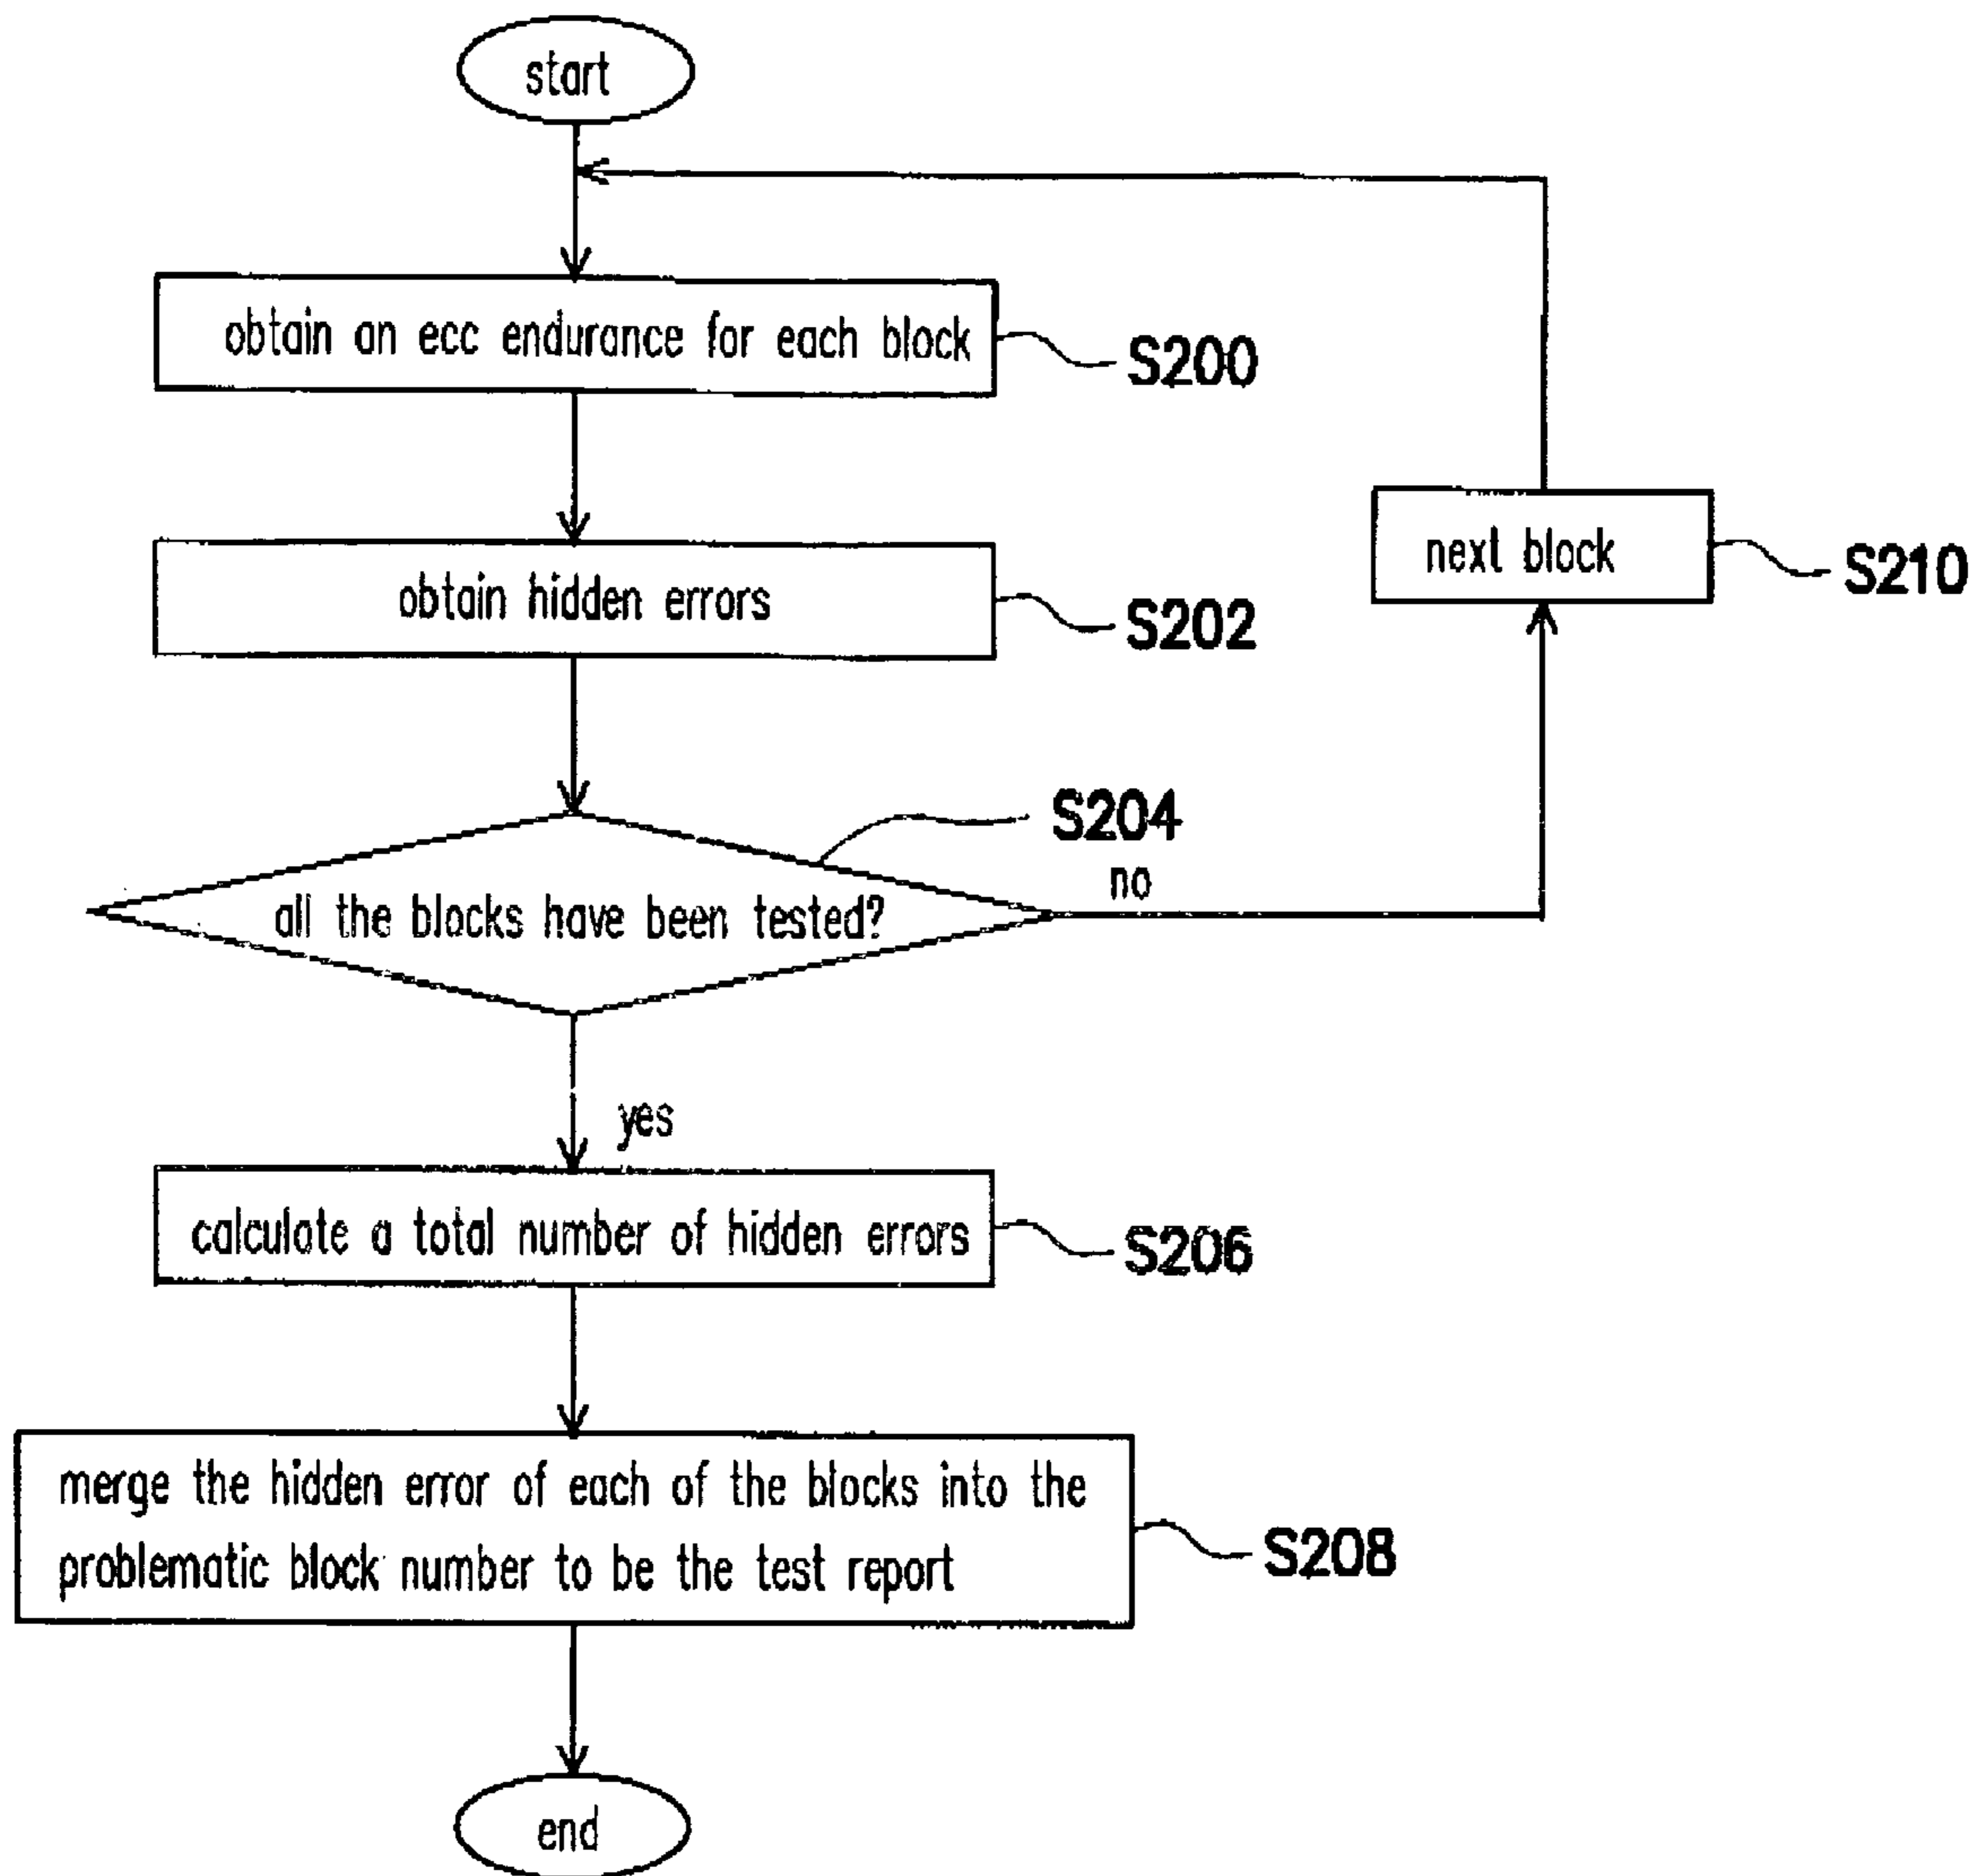 start
obtain an ecc endurance for each block
S200
next block
S210
obtain hidden errors
S202
S204
no
all the blocks have been tested?
yes
calculate a total number of hidden errors
S206
merge the hidden error of each of the blocks into the
problematic block number to be the test report
S208
end